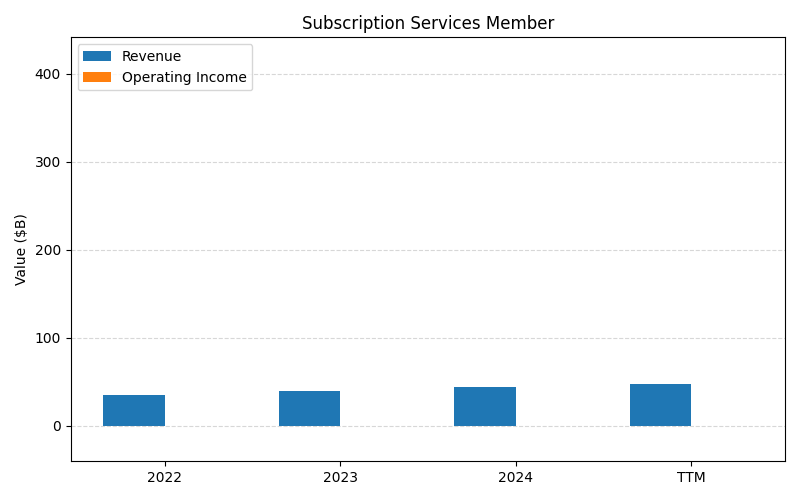 Subscription Services Member
Revenue
Operating Income
Value ($B)
400
300
200
100
0
2022
2023
2024
TTM